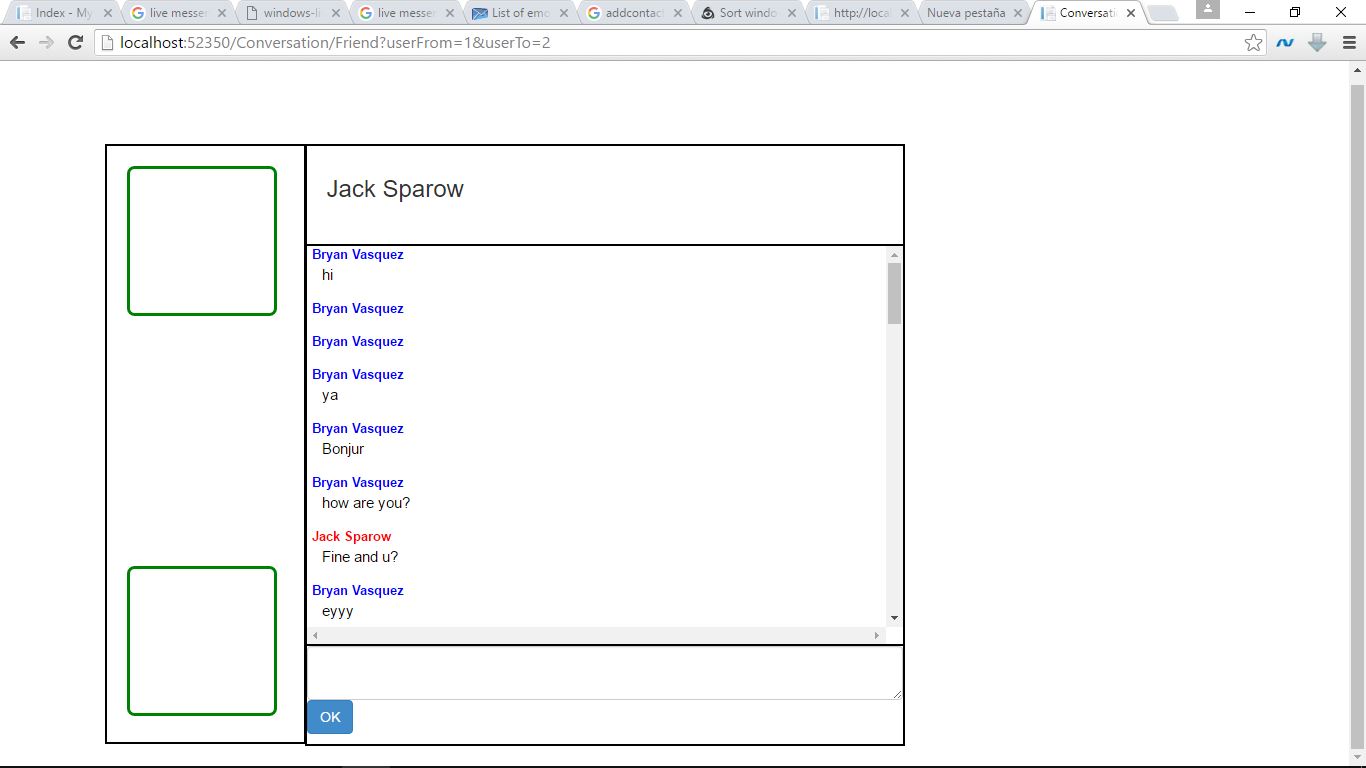 Index - My
live messen
windows-li
live messen
List of emo
addcontac
Sort windo
http://loca
Nueva pestaña
Conversati
localhost:52350/Conversation/Friend?userFrom=1&userTo=2
Jack Sparow
Bryan Vasquez
hi
Bryan Vasquez
Bryan Vasquez
Bryan Vasquez
ya
Bryan Vasquez
Bonjur
Bryan Vasquez
how are you?
Jack Sparow
Fine and u?
Bryan Vasquez
eyyy
OK